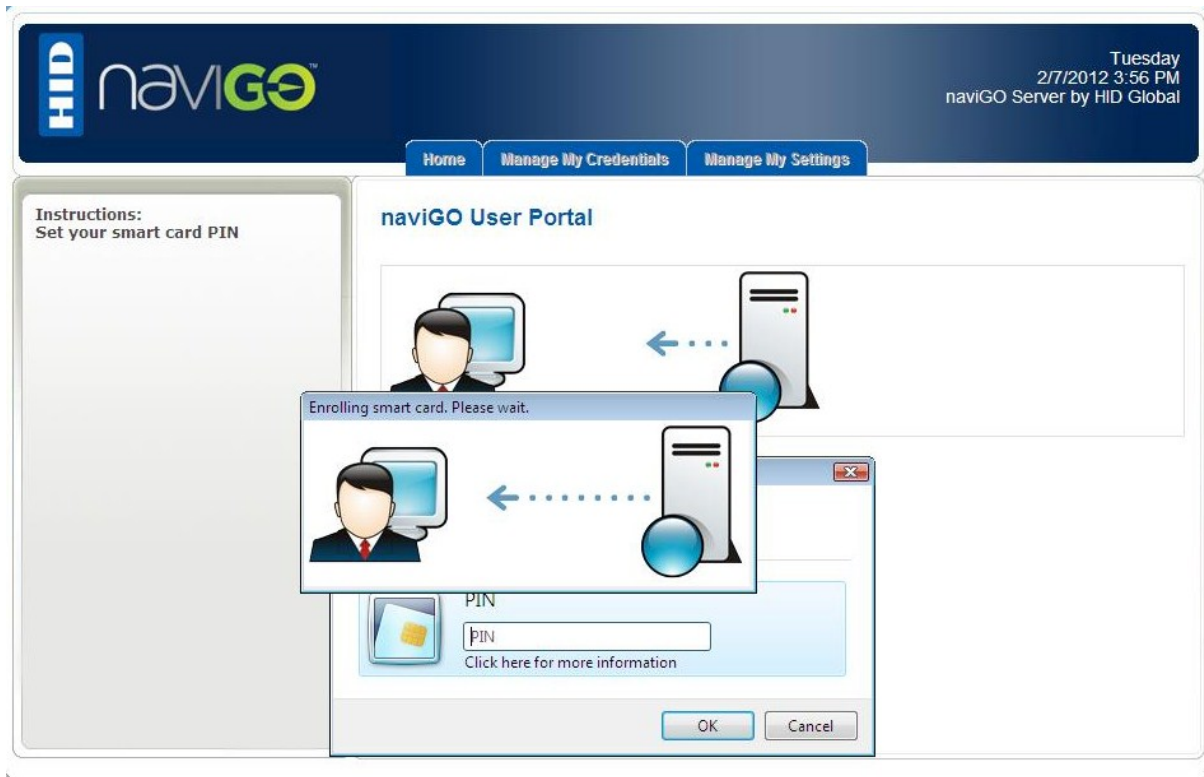 HID naviGO™
Tuesday
2/7/2012 3:56 PM
naviGO Server by HID Global
Home Manage My Credentials Manage My Settings
Instructions:
Set your smart card PIN
naviGO User Portal
Enrolling smart card. Please wait.
PIN
PIN
Click here for more information
OK Cancel